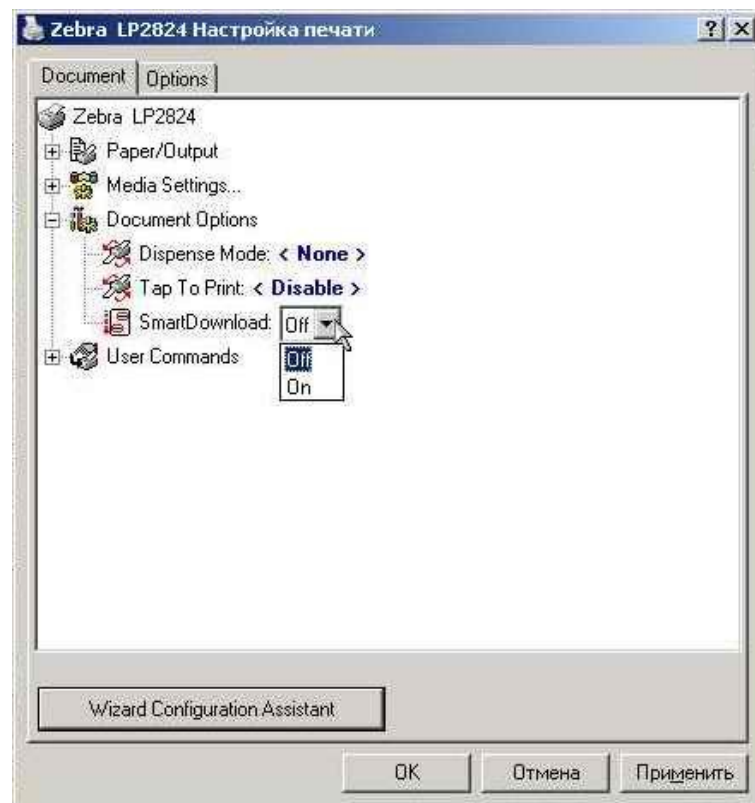 Zebra LP2824 Настройка печати
Document Options
Zebra LP2824
Paper/Output
Media Settings...
Document Options
Dispense Mode: < None >
Tap To Print: < Disable >
SmartDownload: Off
Off
User Commands
On
Wizard Configuration Assistant
OK Отмена Применить